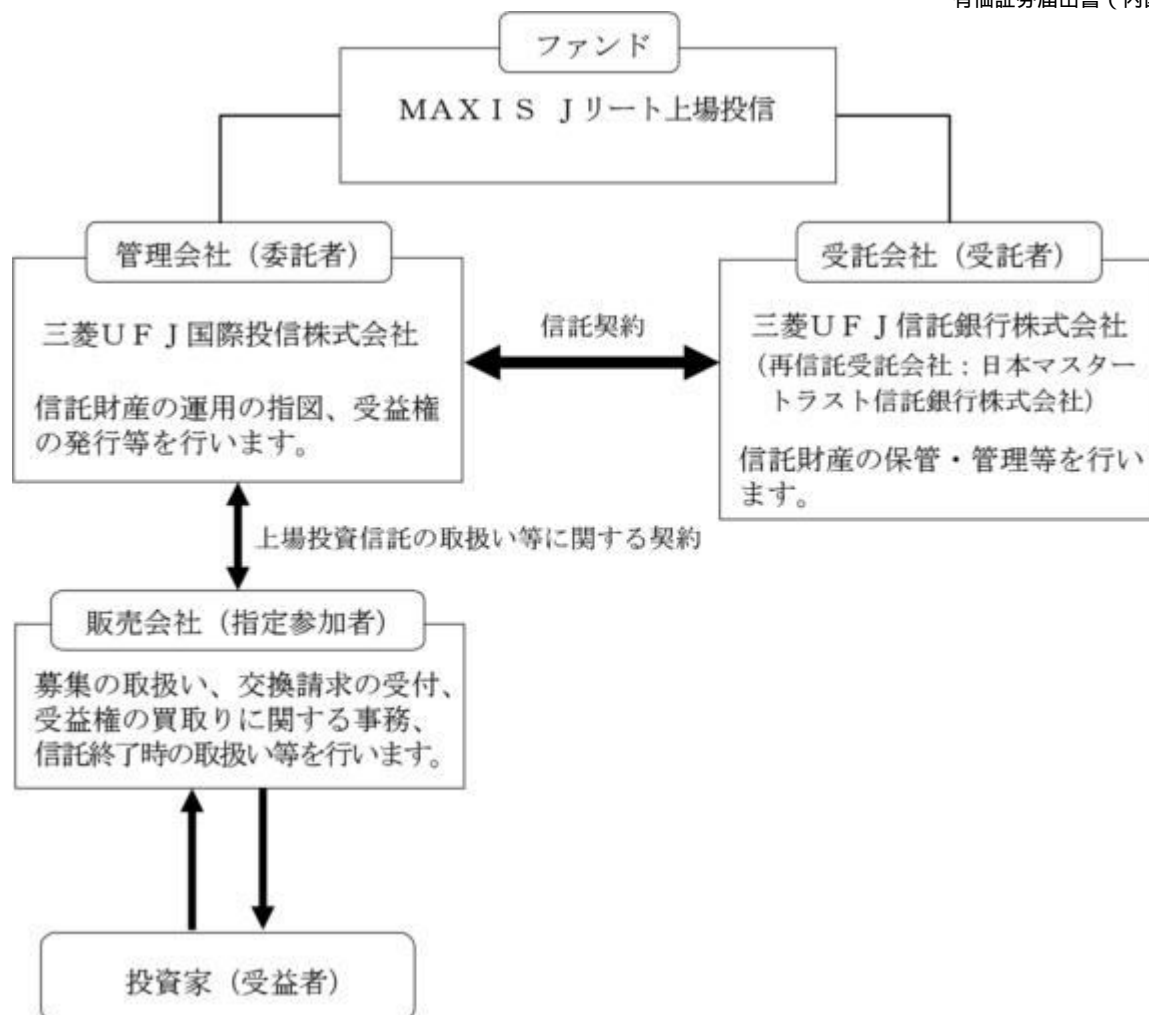 有価証券届出書（内国
ファンド
ＭＡＸＩＳ Ｊリート上場投信
管理会社（委託者）
三菱ＵＦＪ国際投信株式会社
信託財産の運用の指図、受益権
の発行等を行います。
信託契約
受託会社（受託者）
三菱ＵＦＪ信託銀行株式会社
（再信託受託会社：日本マスター
トラスト信託銀行株式会社）
信託財産の保管・管理等を行い
ます。
上場投資信託の取扱い等に関する契約
販売会社（指定参加者）
募集の取扱い、交換請求の受付、
受益権の買取りに関する事務、
信託終了時の取扱い等を行います。
投資家（受益者）